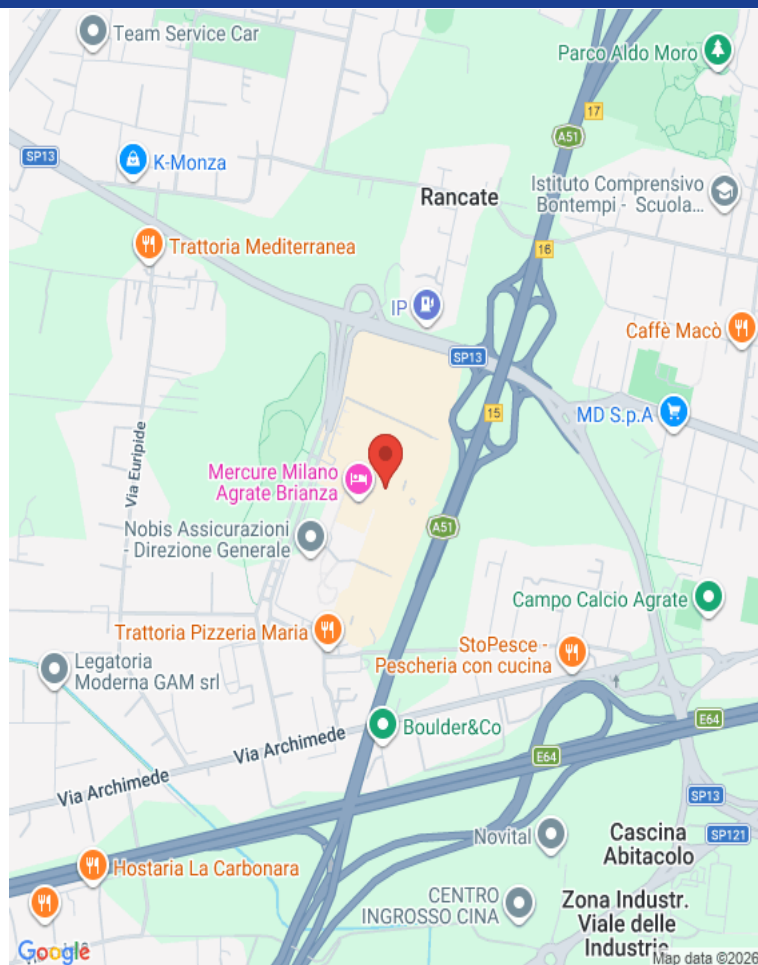 Team Service Car
Parco Aldo Moro
17
A51
SP13
K-Monza
Rancate
Istituto Comprensivo
Bontempi - Scuola...
Trattoria Mediterranea
16
IP
Caffè Macò
SP13
MD S.p.A
15
Via Euripide
Mercure Milano
Agrate Brianza
A51
Nobis Assicurazioni
- Direzione Generale
Campo Calcio Agrate
Trattoria Pizzeria Maria
StoPesce -
Pescheria con cucina
Legatoria
Moderna GAM srl
Boulder&Co
E64
Via Archimede
E64
Via Archimede
SP13
Novital
Cascina
Abitacolo
SP121
Hostaria La Carbonara
CENTRO
INGROSSO CINA
Zona Industr.
Viale delle
Industrie
Google
Map data ©2026